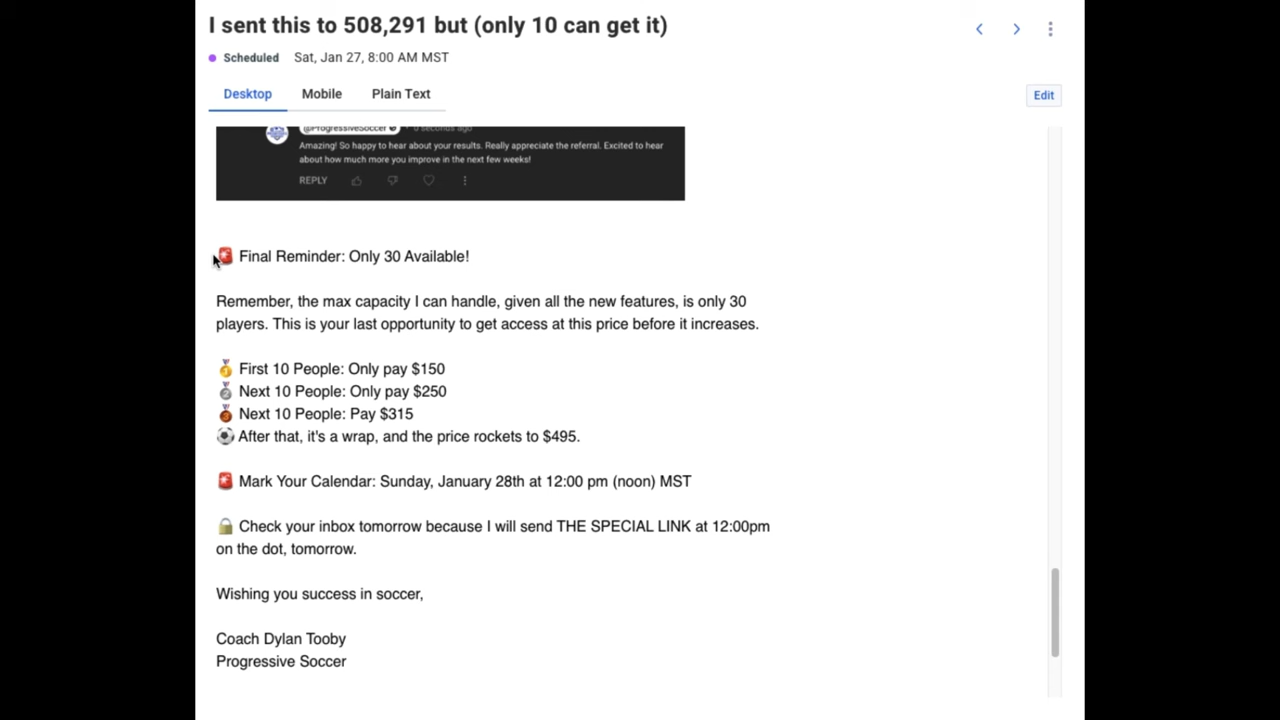 I sent this to 508,291 but (only 10 can get it)
Scheduled Sat, Jan 27, 8:00 AM MST
Desktop Mobile Plain Text
Edit
@ProgressiveSoccer 0 seconds ago
Amazing! So happy to hear about your results. Really appreciate the referral. Excited to hear
about how much more you improve in the next few weeks!
REPLY
🚨 Final Reminder: Only 30 Available!
Remember, the max capacity I can handle, given all the new features, is only 30
players. This is your last opportunity to get access at this price before it increases.
🥇 First 10 People: Only pay $150
🥈 Next 10 People: Only pay $250
🥉 Next 10 People: Pay $315
⚽ After that, it's a wrap, and the price rockets to $495.
🚨 Mark Your Calendar: Sunday, January 28th at 12:00 pm (noon) MST
🔒 Check your inbox tomorrow because I will send THE SPECIAL LINK at 12:00pm
on the dot, tomorrow.
Wishing you success in soccer,
Coach Dylan Tooby
Progressive Soccer